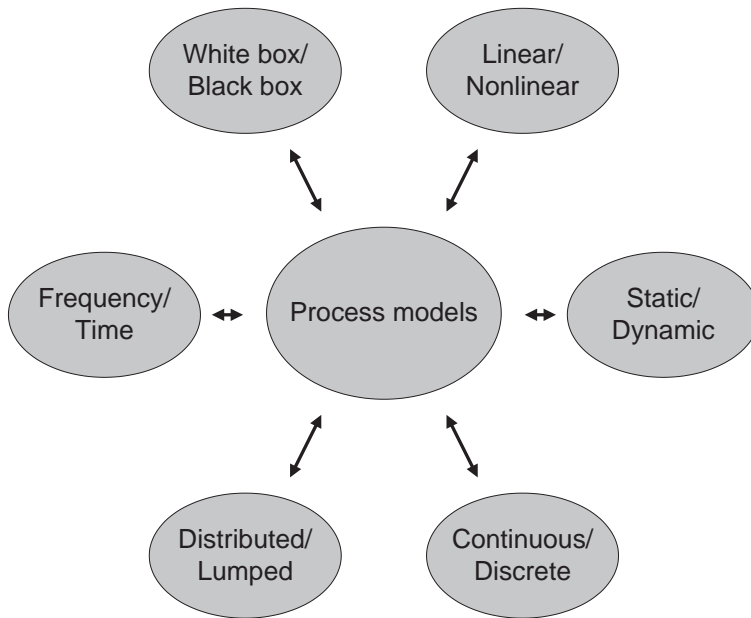 White box/
Black box
Linear/
Nonlinear
Frequency/
Time
Process models
Static/
Dynamic
Distributed/
Lumped
Continuous/
Discrete